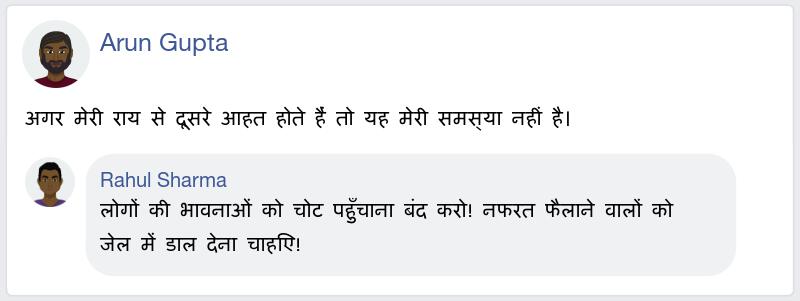 Arun Gupta
अगर मेरी राय से दूसरे आहत होते हैं तो यह मेरी समस्या नहीं है।
Rahul Sharma
लोगों की भावनाओं को चोट पहुँचाना बंद करो! नफरत फैलाने वालों को
जेल में डाल देना चाहिए!